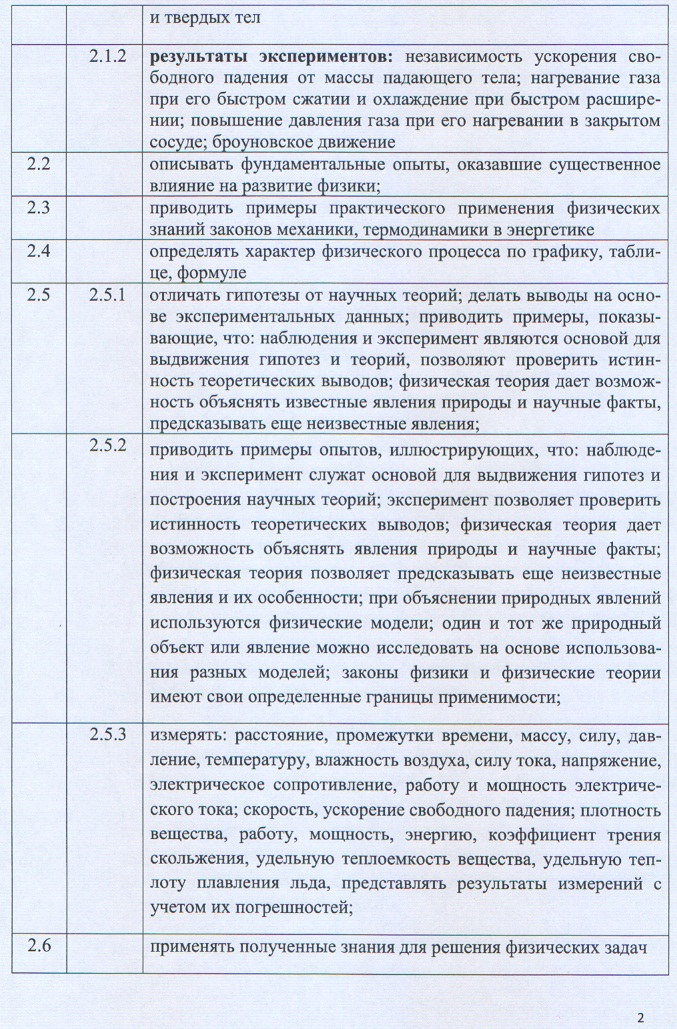 и твердых тел
2.1.2 результаты экспериментов: независимость ускорения сво-
бодного падения от массы падающего тела; нагревание газа
при его быстром сжатии и охлаждение при быстром расшире-
нии; повышение давления газа при его нагревании в закрытом
сосуде; броуновское движение
2.2 описывать фундаментальные опыты, оказавшие существенное
влияние на развитие физики;
2.3 приводить примеры практического применения физических
знаний законов механики, термодинамики в энергетике
2.4 определять характер физического процесса по графику, табли-
це, формуле
2.5 2.5.1 отличать гипотезы от научных теорий; делать выводы на осно-
ве экспериментальных данных; приводить примеры, показы-
вающие, что: наблюдения и эксперимент являются основой для
выдвижения гипотез и теорий, позволяют проверить истин-
ность теоретических выводов; физическая теория дает возмож-
ность объяснять известные явления природы и научные факты,
предсказывать еще неизвестные явления;
2.5.2 приводить примеры опытов, иллюстрирующих, что: наблюде-
ния и эксперимент служат основой для выдвижения гипотез и
построения научных теорий; эксперимент позволяет проверить
истинность теоретических выводов; физическая теория дает
возможность объяснять явления природы и научные факты;
физическая теория позволяет предсказывать еще неизвестные
явления и их особенности; при объяснении природных явлений
используются физические модели; один и тот же природный
объект или явление можно исследовать на основе использова-
ния разных моделей; законы физики и физические теории
имеют свои определенные границы применимости;
2.5.3 измерять: расстояние, промежутки времени, массу, силу, дав-
ление, температуру, влажность воздуха, силу тока, напряжение,
электрическое сопротивление, работу и мощность электриче-
ского тока; скорость, ускорение свободного падения; плотность
вещества, работу, мощность, энергию, коэффициент трения
скольжения, удельную теплоемкость вещества, удельную теп-
лоту плавления льда, представлять результаты измерений с
учетом их погрешностей;
2.6 применять полученные знания для решения физических задач
2